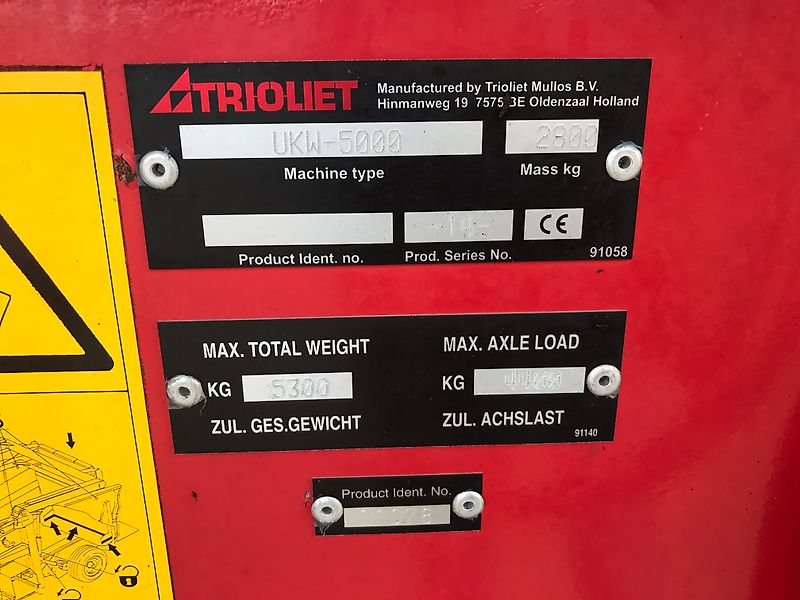 TRIOLIET
Manufactured by Trioliet Mullos B.V.
Hinmanweg 19 7575 BE Oldenzaal Holland
UKW-5000 2800
Machine type Mass kg
-14- CE
Product Ident. no. Prod. Series No. 91058
MAX. TOTAL WEIGHT MAX. AXLE LOAD
KG 5300 KG 4400
ZUL. GES.GEWICHT ZUL. ACHSLAST
91140
Product Ident. No.